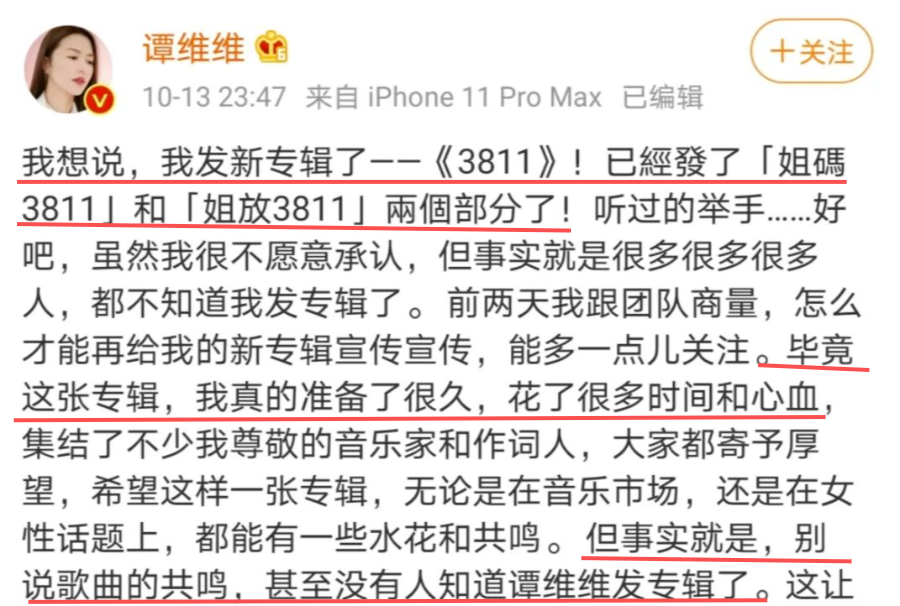 谭维维
+关注
10-13 23:47 来自 iPhone 11 Pro Max 已编辑
我想说，我发新专辑了——《3811》！已經發了「姐碼
3811」和「姐放3811」兩個部分了！听过的举手……好
吧，虽然我很不愿意承认，但事实就是很多很多很多
人，都不知道我发专辑了。前两天我跟团队商量，怎么
才能再给我的新专辑宣传宣传，能多一点儿关注。毕竟
这张专辑，我真的准备了很久，花了很多时间和心血，
集结了不少我尊敬的音乐家和作词人，大家都寄予厚
望，希望这样一张专辑，无论是在音乐市场，还是在女
性话题上，都能有一些水花和共鸣。但事实就是，别
说歌曲的共鸣，甚至没有人知道谭维维发专辑了。这让